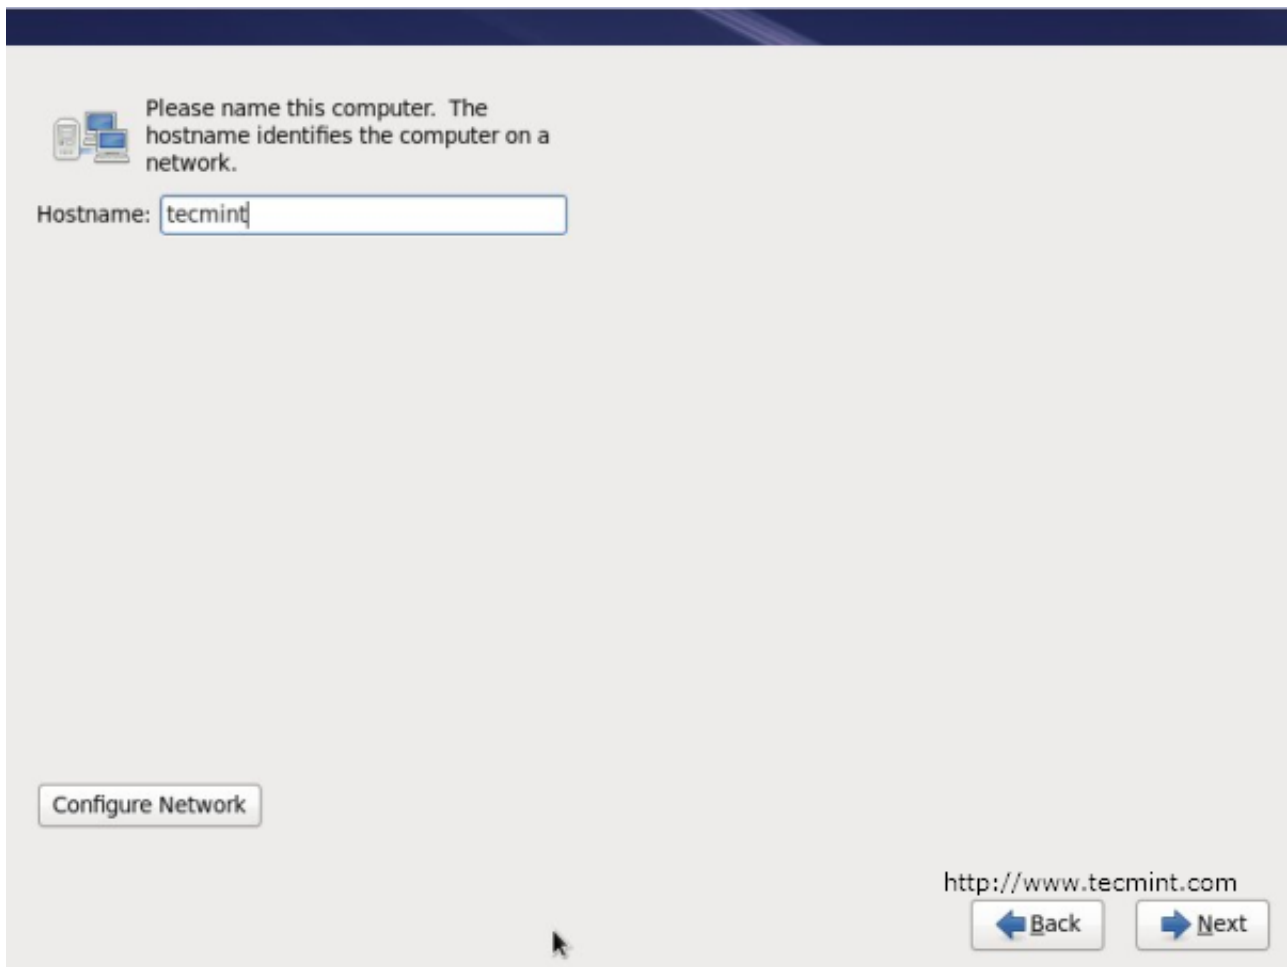 Please name this computer.  The
hostname identifies the computer on a
network.
Hostname: tecmint
Configure Network
http://www.tecmint.com
Back Next